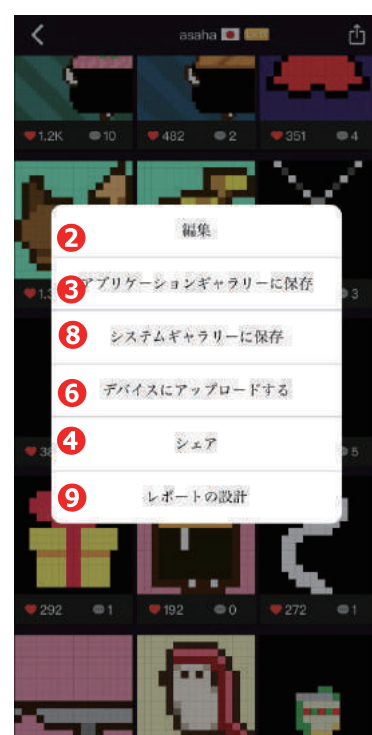 asaha
1.2K 10 482 2 351 4
2 編集
3 アプリケーションギャラリーに保存
3
8 システムギャラリーに保存
6 デバイスにアップロードする
4 シェア
5
9 レポートの設計
292 1 192 0 272 1